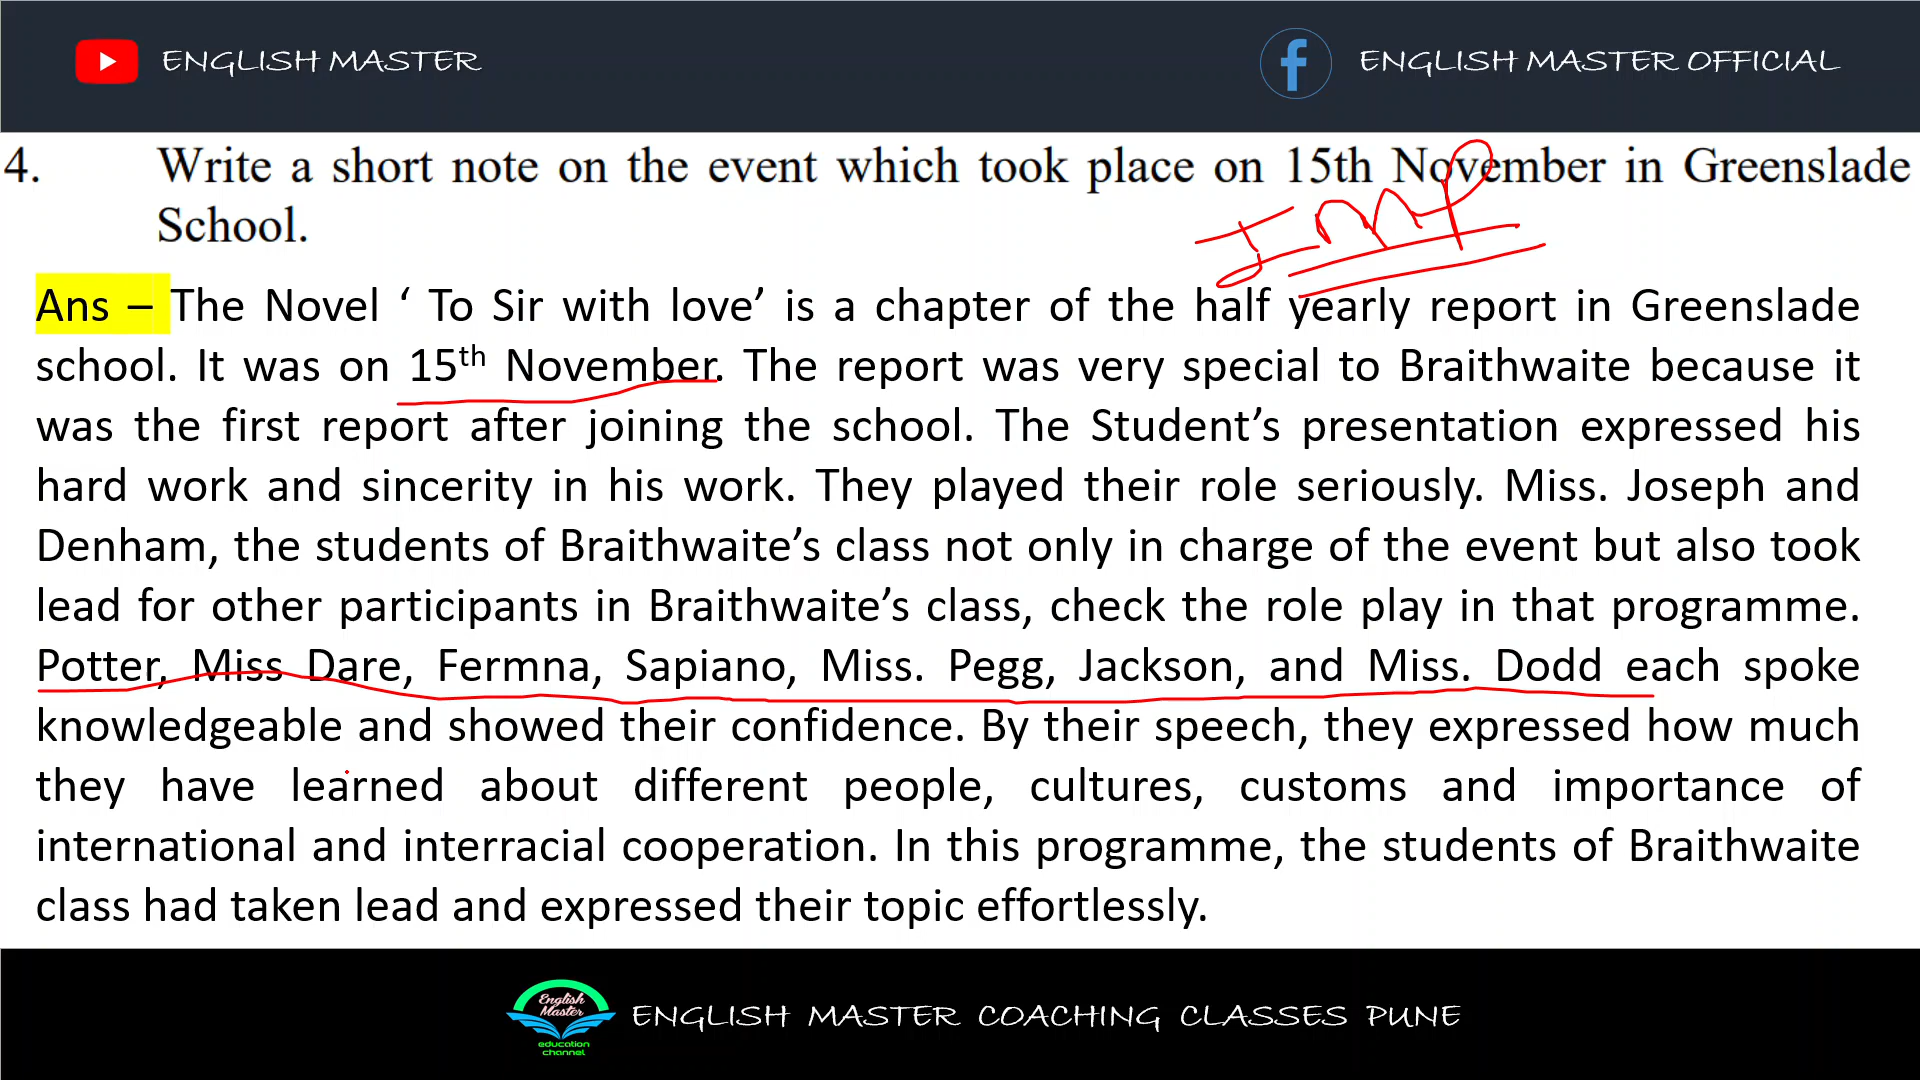 ENGLISH MASTER
ENGLISH MASTER OFFICIAL
4. Write a short note on the event which took place on 15th November in Greenslade
School.
IMP
Ans – The Novel ‘ To Sir with love’ is a chapter of the half yearly report in Greenslade
school. It was on 15th November. The report was very special to Braithwaite because it
was the first report after joining the school. The Student’s presentation expressed his
hard work and sincerity in his work. They played their role seriously. Miss. Joseph and
Denham, the students of Braithwaite’s class not only in charge of the event but also took
lead for other participants in Braithwaite’s class, check the role play in that programme.
Potter, Miss Dare, Fermna, Sapiano, Miss. Pegg, Jackson, and Miss. Dodd each spoke
knowledgeable and showed their confidence. By their speech, they expressed how much
they have learned about different people, cultures, customs and importance of
international and interracial cooperation. In this programme, the students of Braithwaite
class had taken lead and expressed their topic effortlessly.
English
Master
education
channel
ENGLISH MASTER COACHING CLASSES PUNE